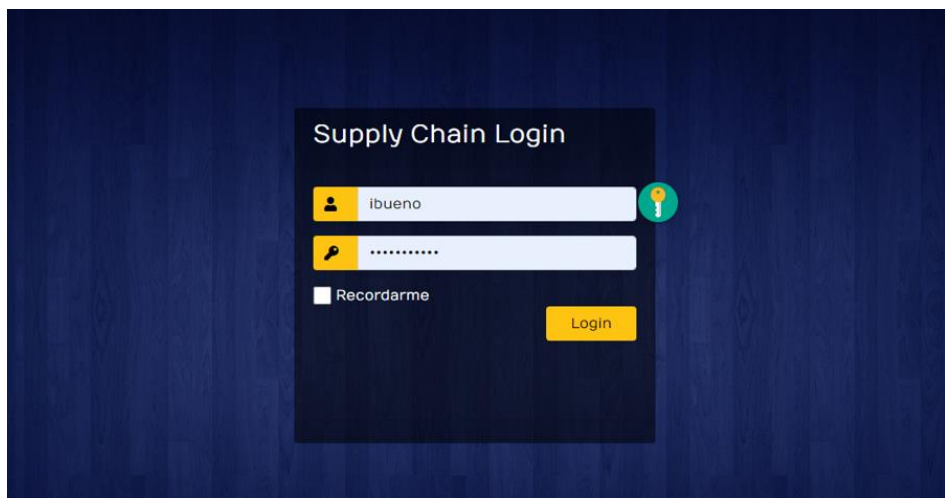 Supply Chain Login
ibueno
•••••••••••
Recordarme
Login